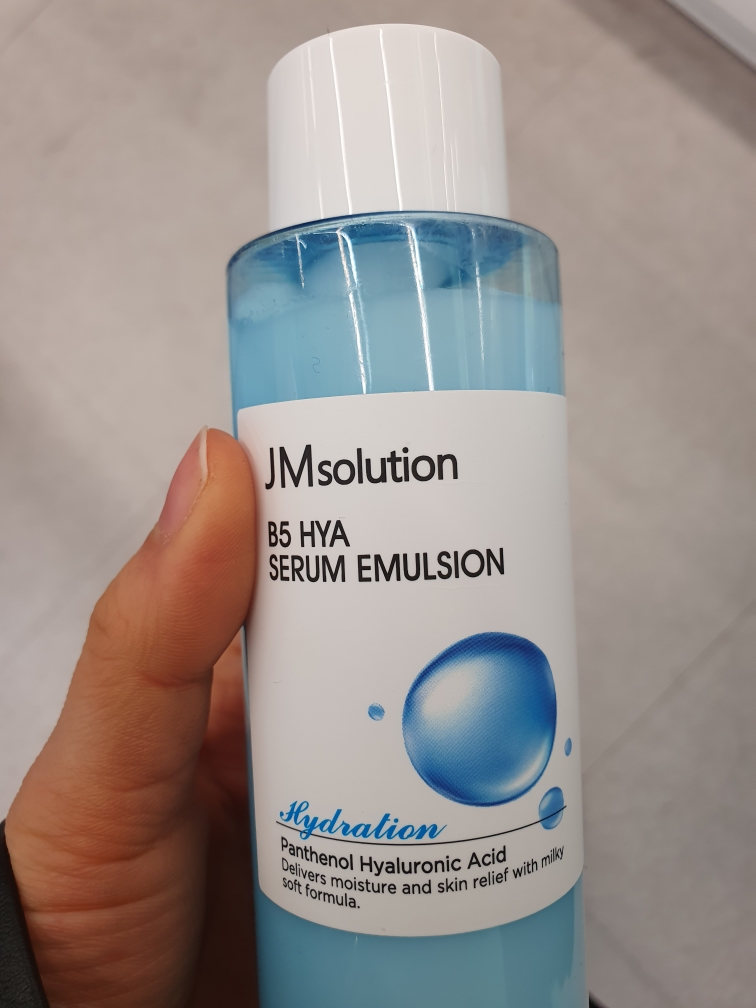 JMsolution
B5 HYA
SERUM EMULSION
Hydration
Panthenol Hyaluronic Acid
Delivers moisture and skin relief with milky
soft formula.